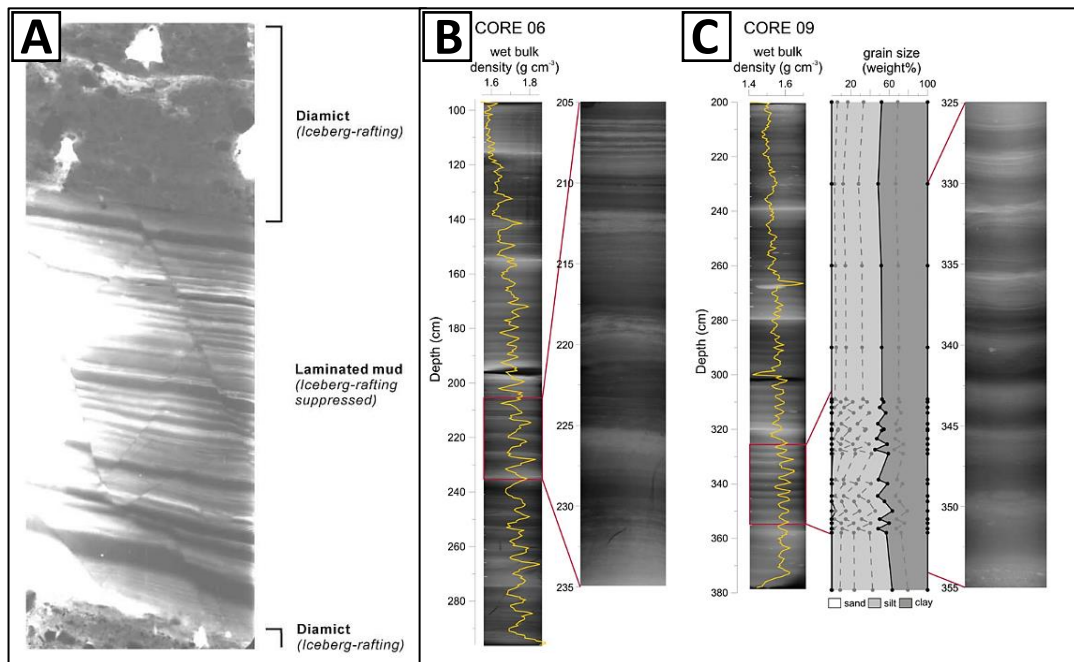 A
Diamict
(Iceberg-rafting)
Laminated mud
(Iceberg-rafting
suppressed)
Diamict
(Iceberg-rafting)
B
CORE 06
wet bulk
density (g cm⁻³)
1.6
1.8
Depth (cm)
100
120
140
160
180
200
220
240
260
280
205
210
215
220
225
230
235
C
CORE 09
wet bulk
density (g cm⁻³)
1.4
1.6
grain size
(weight%)
20
60
100
Depth (cm)
200
220
240
260
280
300
320
340
360
380
sand silt clay
325
330
335
340
345
350
355